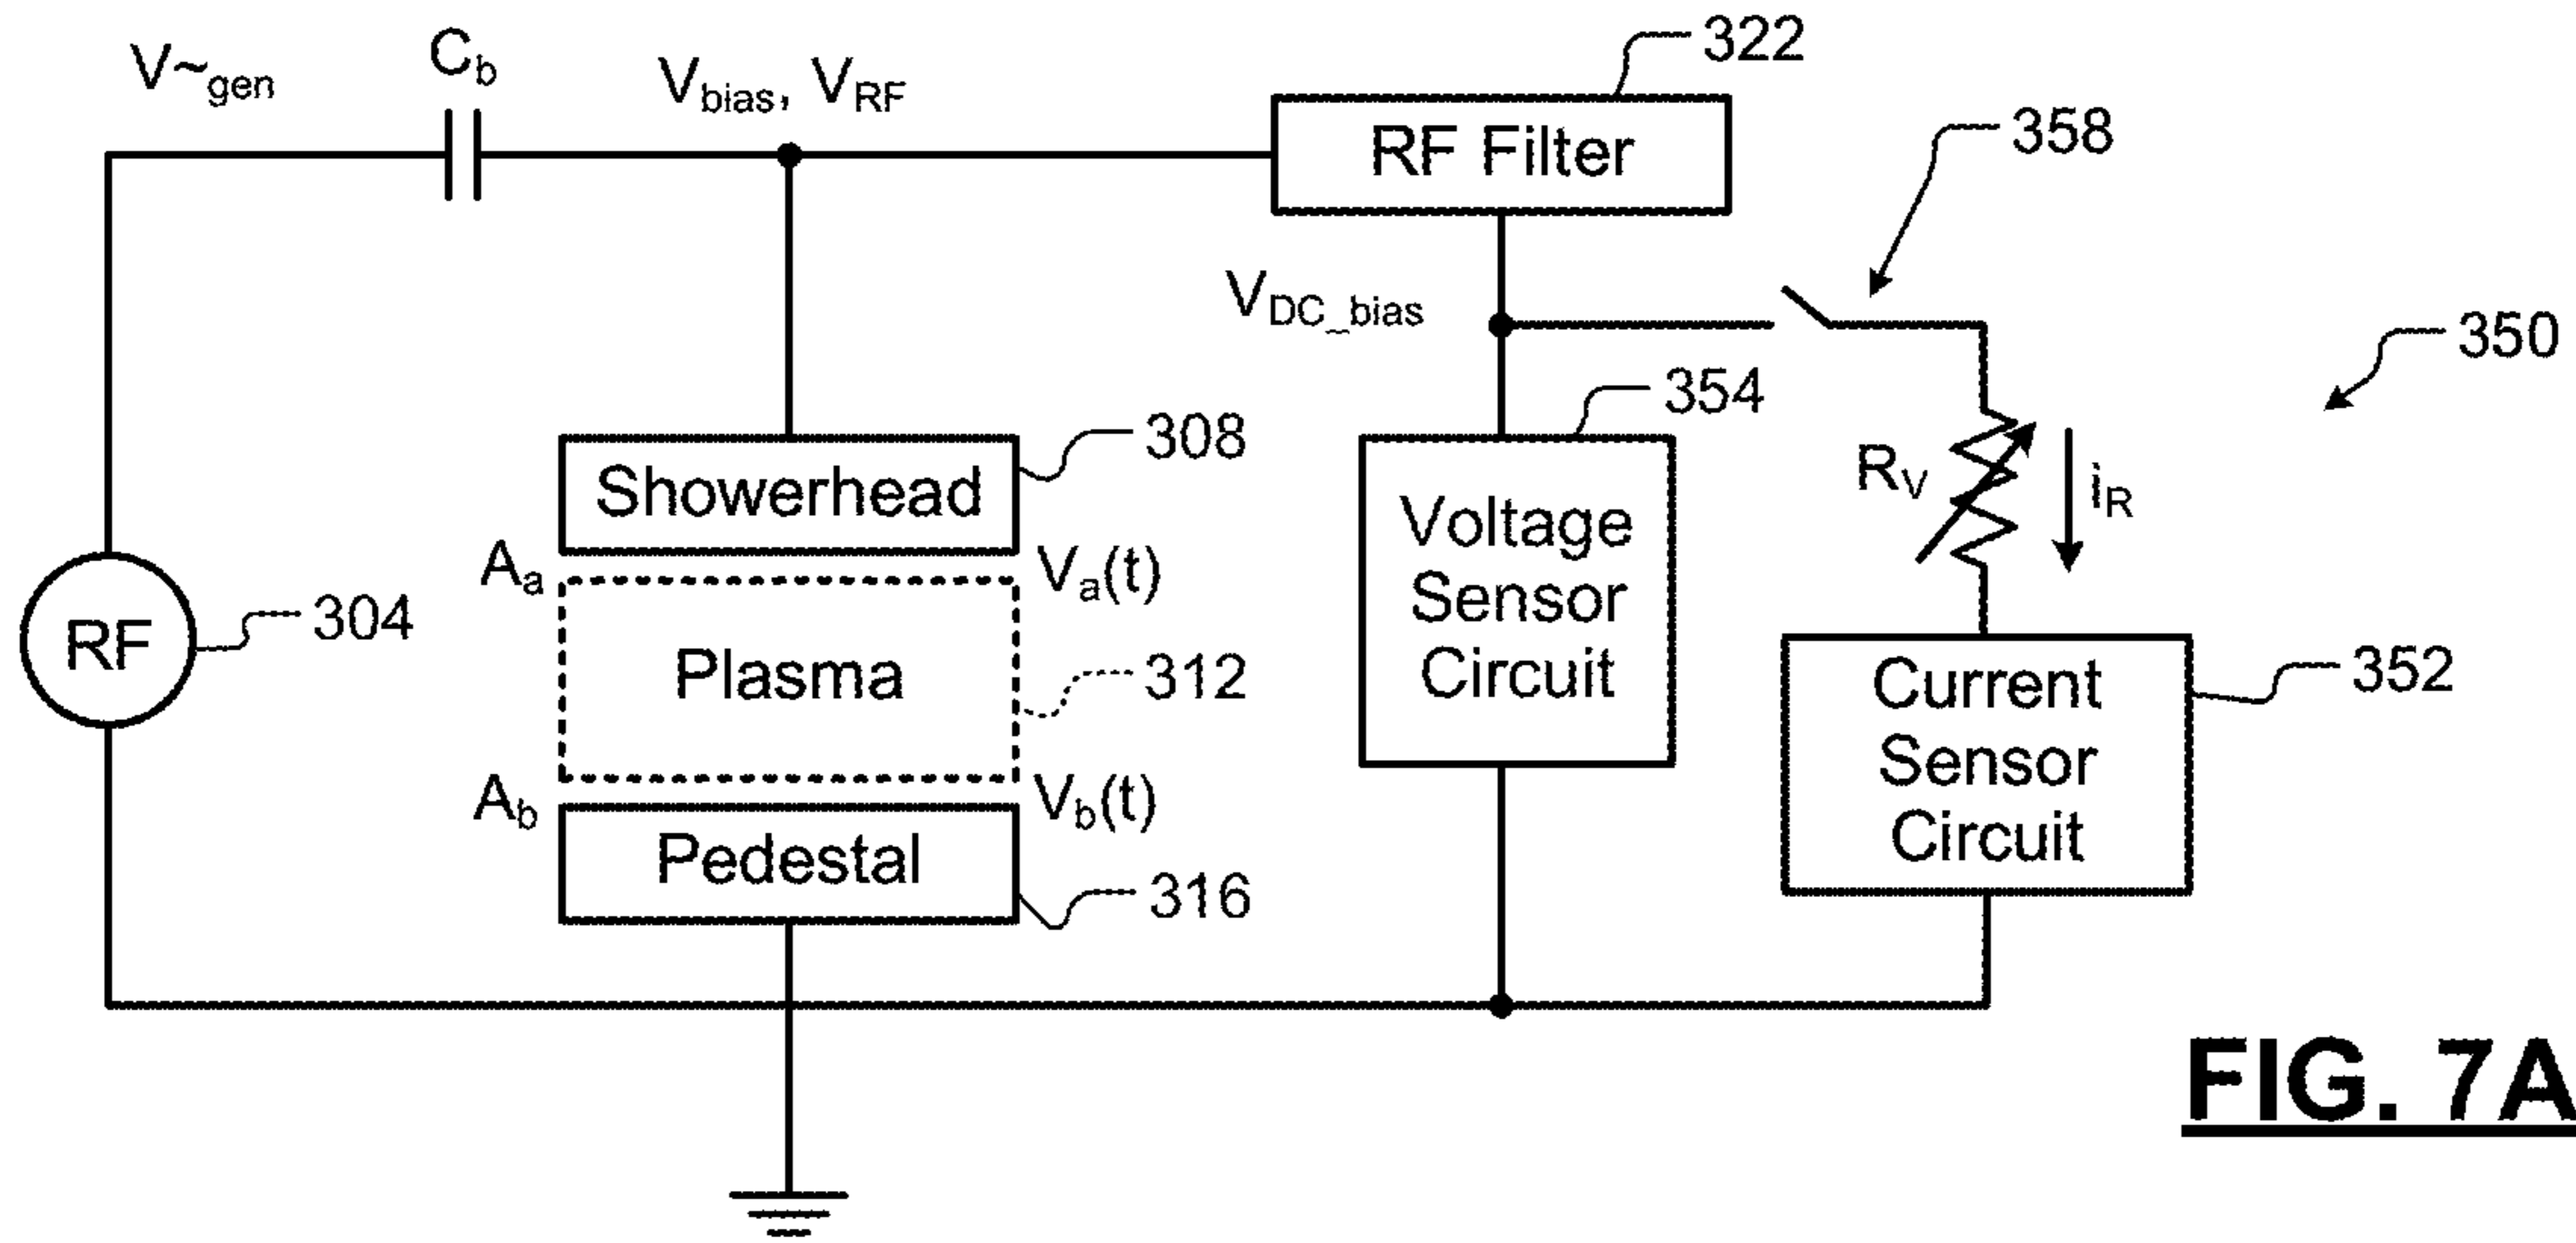 V~gen
Cb
Vbias, VRF
322
RF Filter
358
VDC_bias
350
354
308
Showerhead
RV
iR
Voltage
Sensor
Circuit
Aa
Va(t)
RF
304
Plasma
312
Current
Sensor
Circuit
352
Ab
Vb(t)
Pedestal
316
FIG. 7A